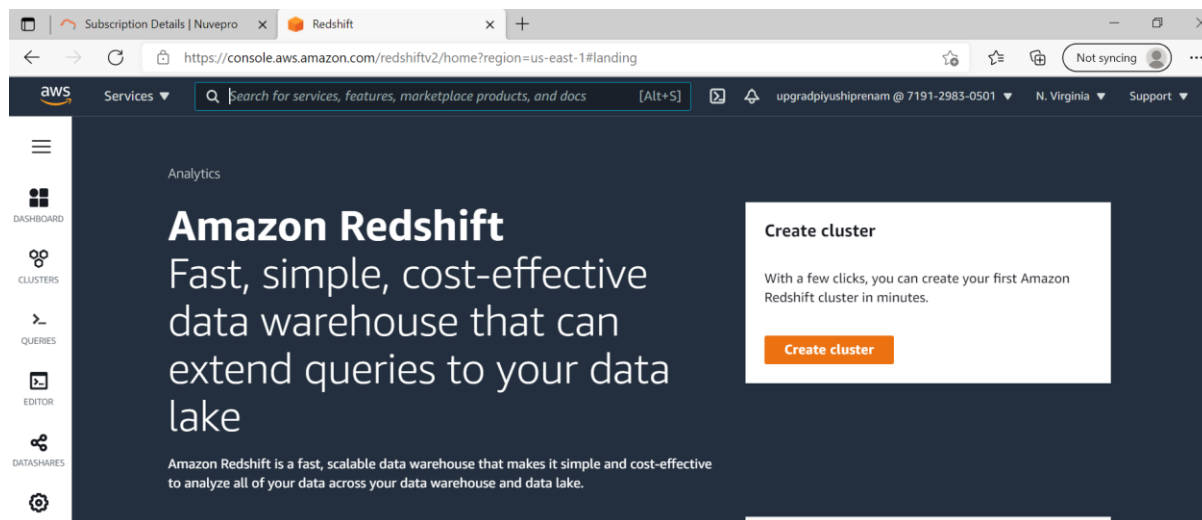 Subscription Details | Nuvepro
Redshift
https://console.aws.amazon.com/redshiftv2/home?region=us-east-1#landing
Not syncing
aws
Services ▼
Search for services, features, marketplace products, and docs [Alt+S]
upgradpiyushiprenam @ 7191-2983-0501 ▼
N. Virginia ▼
Support ▼
DASHBOARD
CLUSTERS
QUERIES
EDITOR
DATASHARES
Analytics
Amazon Redshift
Fast, simple, cost-effective
data warehouse that can
extend queries to your data
lake
Amazon Redshift is a fast, scalable data warehouse that makes it simple and cost-effective
to analyze all of your data across your data warehouse and data lake.
Create cluster
With a few clicks, you can create your first Amazon
Redshift cluster in minutes.
Create cluster